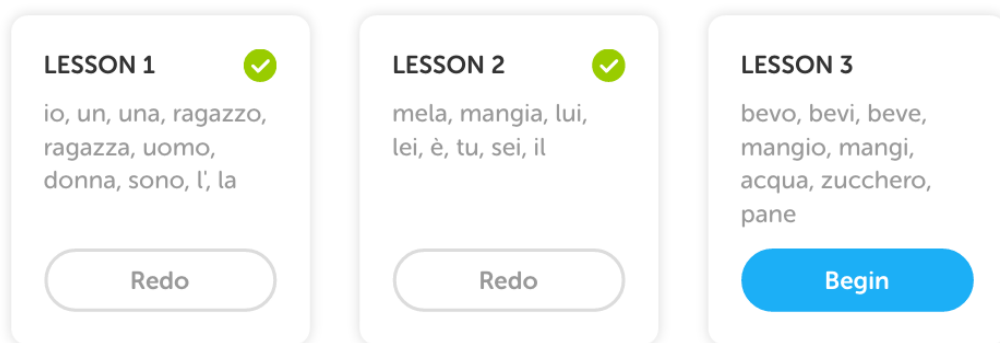 LESSON 1
io, un, una, ragazzo,
ragazza, uomo,
donna, sono, l', la
Redo
LESSON 2
mela, mangia, lui,
lei, è, tu, sei, il
Redo
LESSON 3
bevo, bevi, beve,
mangio, mangi,
acqua, zucchero,
pane
Begin